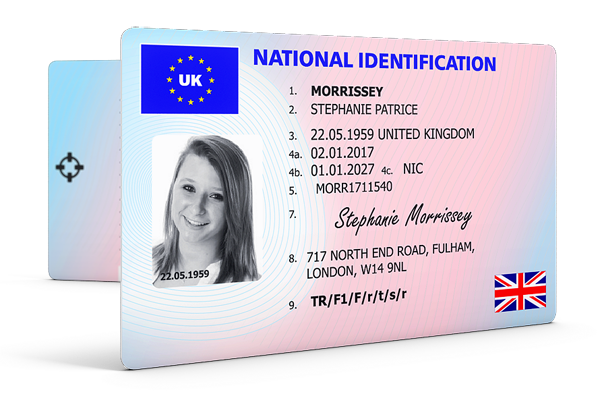 UK
NATIONAL IDENTIFICATION
1. MORRISSEY
2. STEPHANIE PATRICE
3. 22.05.1959 UNITED KINGDOM
4a. 02.01.2017
4b. 01.01.2027 4c. NIC
5. MORR1711540
7. Stephanie Morrissey
8. 717 NORTH END ROAD, FULHAM,
LONDON, W14 9NL
22.05.1959
9. TR/F1/F/r/t/s/r